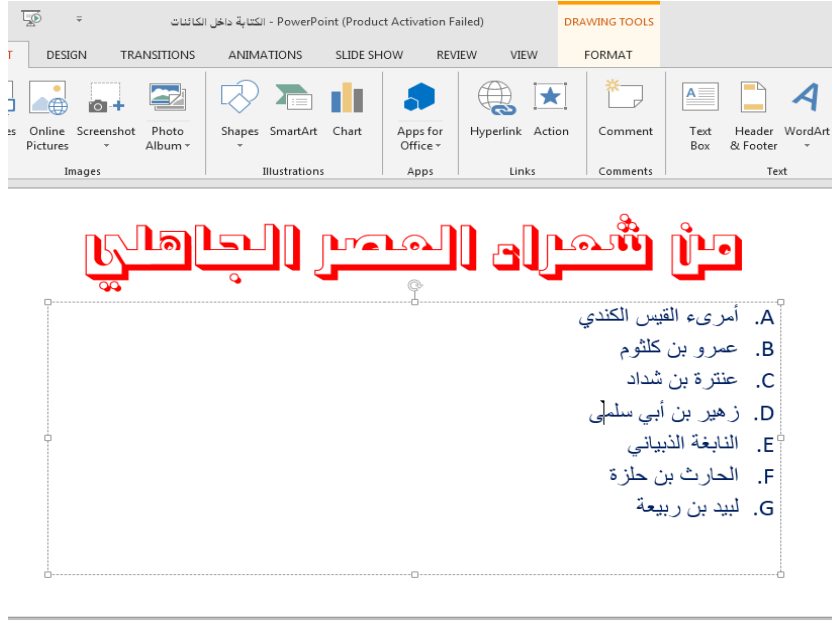 الكتابة داخل الكائنات - PowerPoint (Product Activation Failed)
DRAWING TOOLS
DESIGN TRANSITIONS ANIMATIONS SLIDE SHOW REVIEW VIEW FORMAT
Online Pictures
Screenshot
Photo Album
Shapes
SmartArt
Chart
Apps for Office
Hyperlink
Action
Comment
Text Box
Header & Footer
WordArt
Images Illustrations Apps Links Comments Text
من شعراء العصر الجاهلي
A. أمرىء القيس الكندي
B. عمرو بن كلثوم
C. عنترة بن شداد
D. زهير بن أبي سلمى
E. النابغة الذبياني
F. الحارث بن حلزة
G. لبيد بن ربيعة